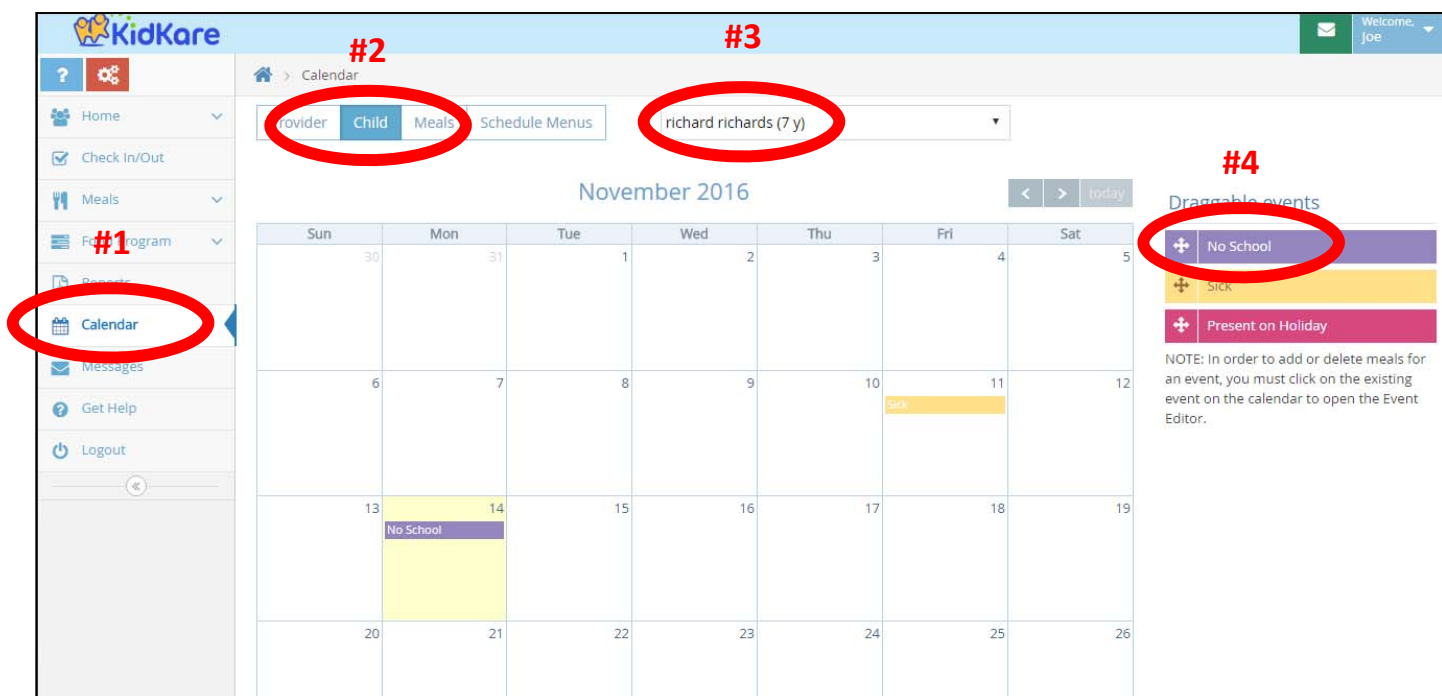 KidKare
Welcome,
Joe
#2
#3
?
> Calendar
Home
Provider Child Meals Schedule Menus
richard richards (7 y)
Check In/Out
#4
Meals
November 2016
< > today
Draggable events
#1
Food Program
Sun Mon Tue Wed Thu Fri Sat
No School
30 31 1 2 3 4 5
Reports
Sick
Calendar
Present on Holiday
Messages
NOTE: In order to add or delete meals for
an event, you must click on the existing
event on the calendar to open the Event
Editor.
6 7 8 9 10 11 12
Sick
Get Help
Logout
«
13 14 15 16 17 18 19
No School
20 21 22 23 24 25 26